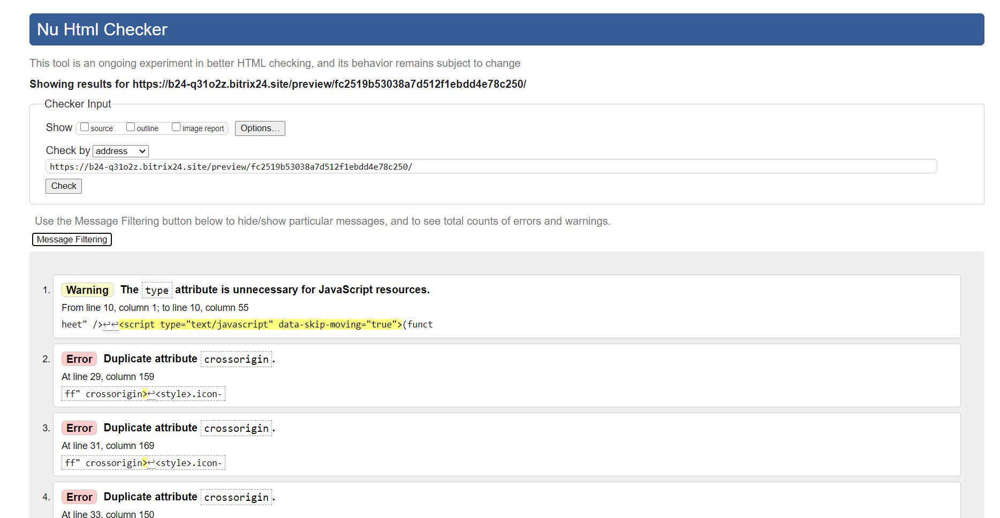 Nu Html Checker
This tool is an ongoing experiment in better HTML checking, and its behavior remains subject to change
Showing results for https://b24-q31o2z.bitrix24.site/preview/fc2519b53038a7d512f1ebdd4e78c250/
Checker Input
Show source outline image report Options...
Check by address
https://b24-q31o2z.bitrix24.site/preview/fc2519b53038a7d512f1ebdd4e78c250/
Check
Use the Message Filtering button below to hide/show particular messages, and to see total counts of errors and warnings.
Message Filtering
1. Warning The type attribute is unnecessary for JavaScript resources.
From line 10, column 1; to line 10, column 55
heet" />↩↩<script type="text/javascript" data-skip-moving="true">(funct
2. Error Duplicate attribute crossorigin.
At line 29, column 159
ff" crossorigin>↩<style>.icon-
3. Error Duplicate attribute crossorigin.
At line 31, column 169
ff" crossorigin>↩<style>.icon-
4. Error Duplicate attribute crossorigin.
At line 33, column 150